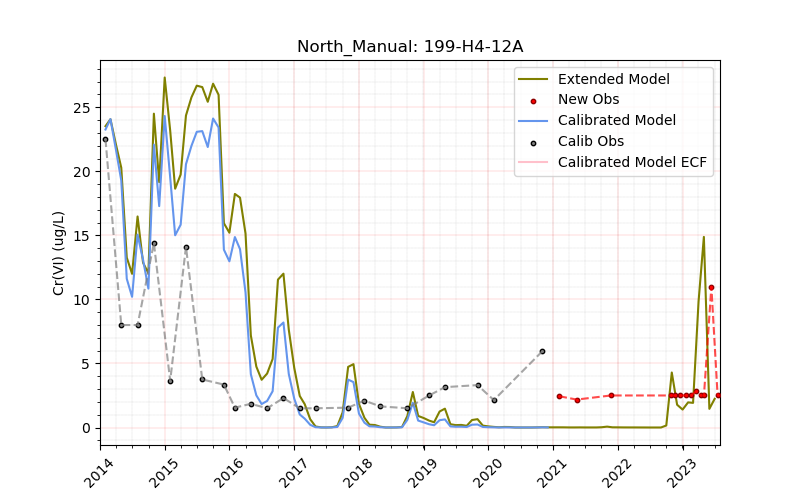 North_Manual: 199-H4-12A
Extended Model
New Obs
Calibrated Model
Calib Obs
Calibrated Model ECF
Cr(VI) (ug/L)
25
20
15
10
5
0
2014 2015 2016 2017 2018 2019 2020 2021 2022 2023